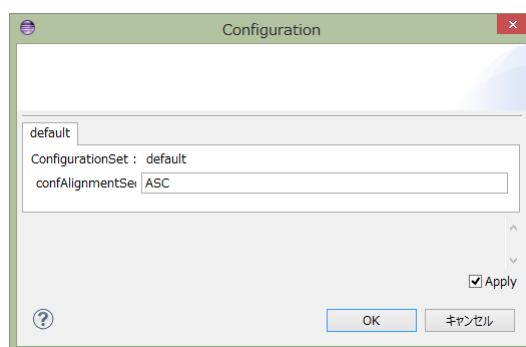 Configuration
default
ConfigurationSet : default
confAlignmentSe ASC
Apply
OK キャンセル